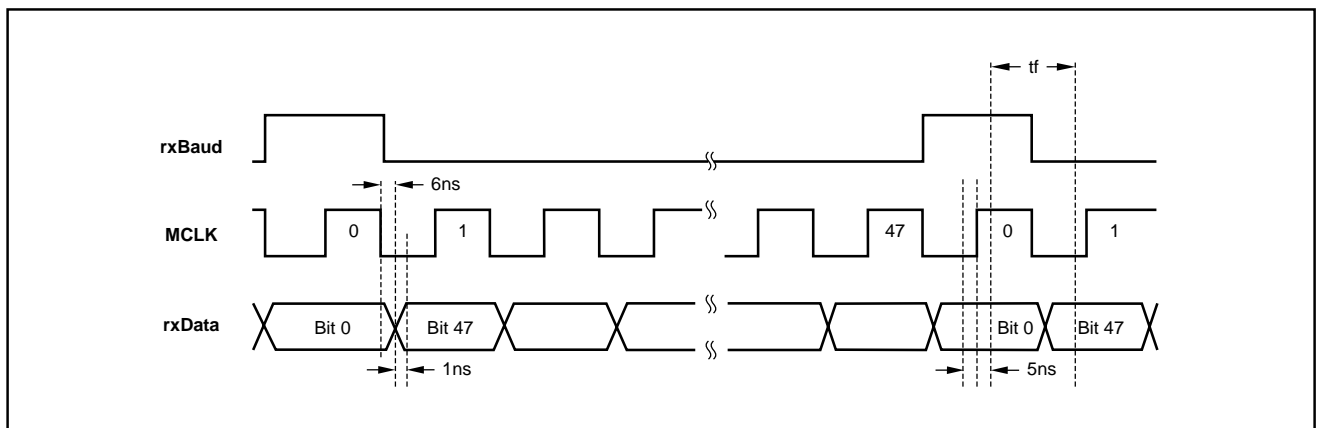 tf
rxBaud
6ns
MCLK 0 1 47 0 1
rxData Bit 0 Bit 47 Bit 0 Bit 47
1ns 5ns